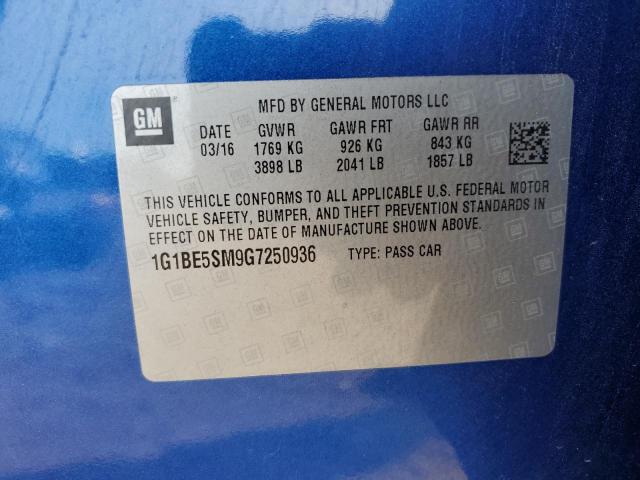 GM
MFD BY GENERAL MOTORS LLC
DATE GVWR GAWR FRT GAWR RR
03/16 1769 KG 926 KG 843 KG
3898 LB 2041 LB 1857 LB
THIS VEHICLE CONFORMS TO ALL APPLICABLE U.S. FEDERAL MOTOR
VEHICLE SAFETY, BUMPER, AND THEFT PREVENTION STANDARDS IN
EFFECT ON THE DATE OF MANUFACTURE SHOWN ABOVE.
1G1BE5SM9G7250936 TYPE: PASS CAR